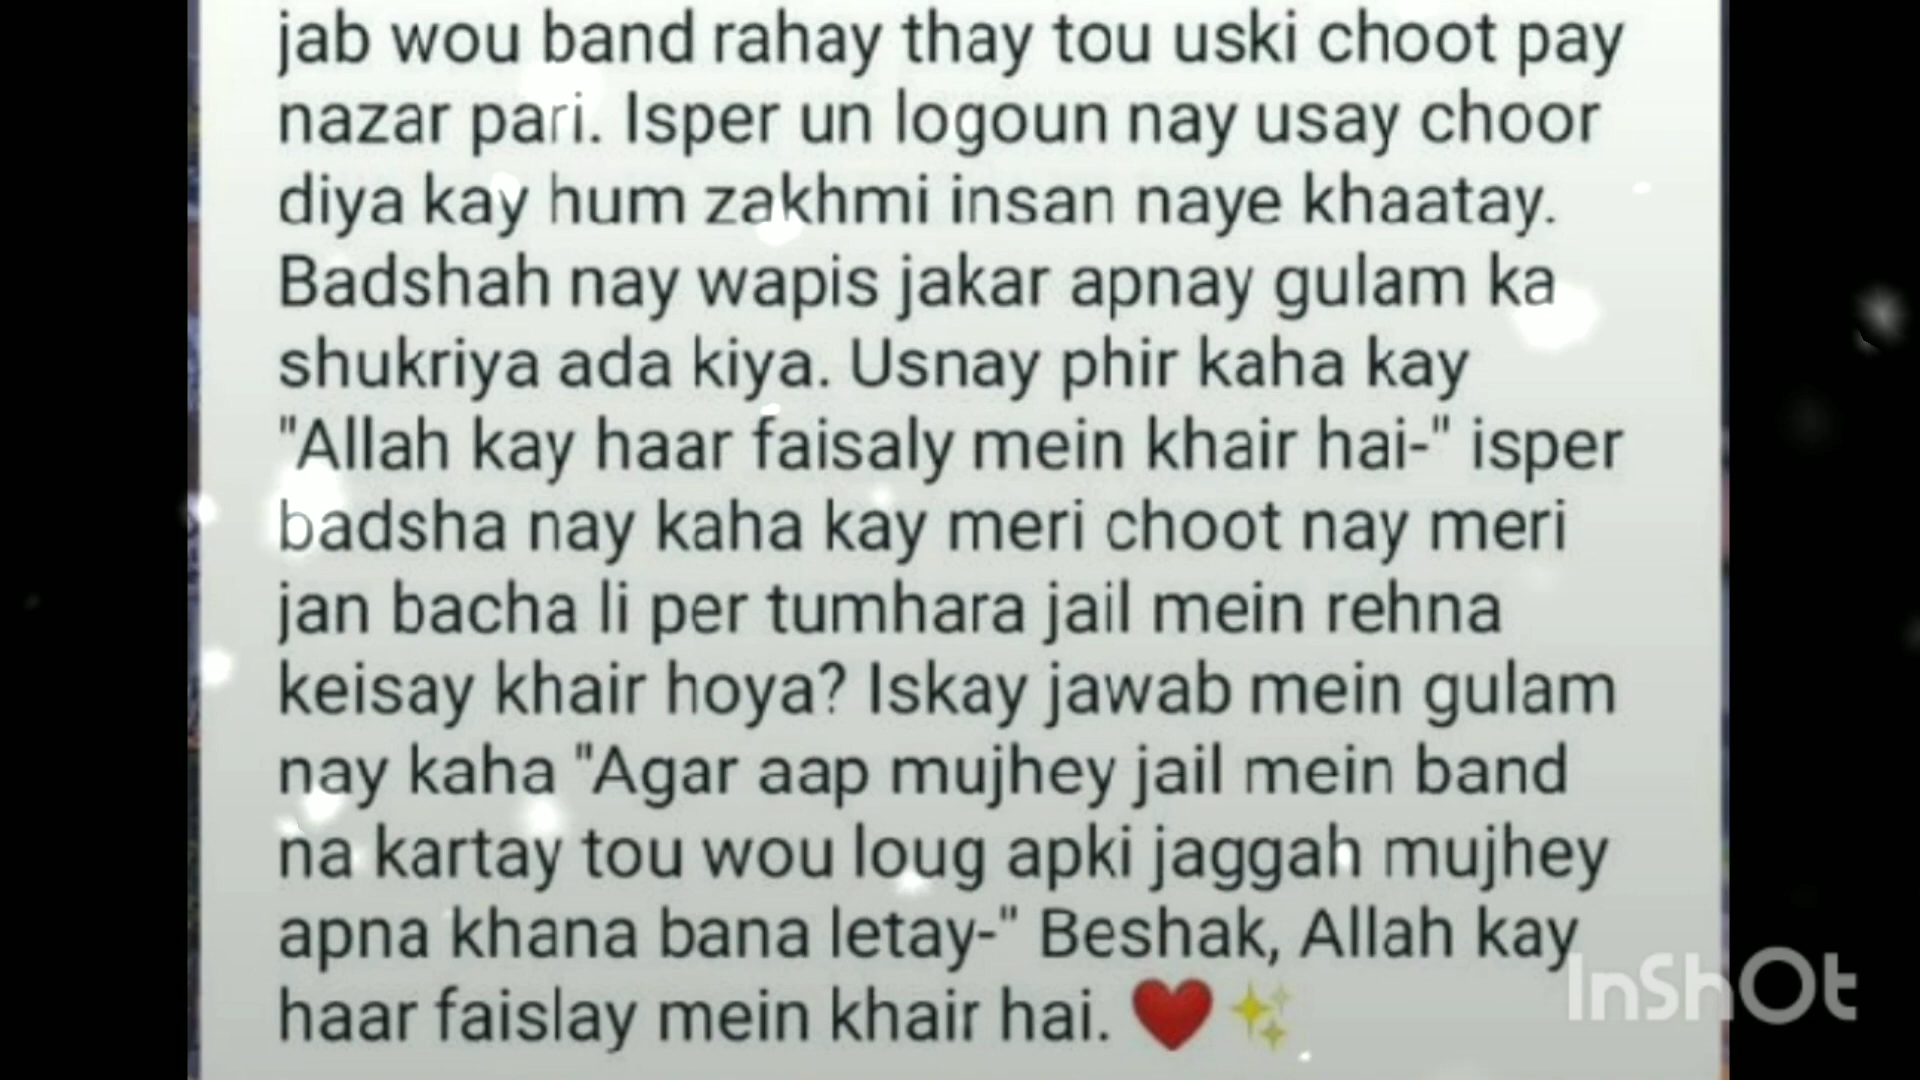 jab wou band rahay thay tou uski choot pay
nazar pari. Isper un logoun nay usay choor
diya kay hum zakhmi insan naye khaatay.
Badshah nay wapis jakar apnay gulam ka
shukriya ada kiya. Usnay phir kaha kay
"Allah kay haar faisaly mein khair hai-" isper
badsha nay kaha kay meri choot nay meri
jan bacha li per tumhara jail mein rehna
keisay khair hoya? Iskay jawab mein gulam
nay kaha "Agar aap mujhey jail mein band
na kartay tou wou loug apki jaggah mujhey
apna khana bana letay-" Beshak, Allah kay
haar faislay mein khair hai. ❤️✨
InShOt